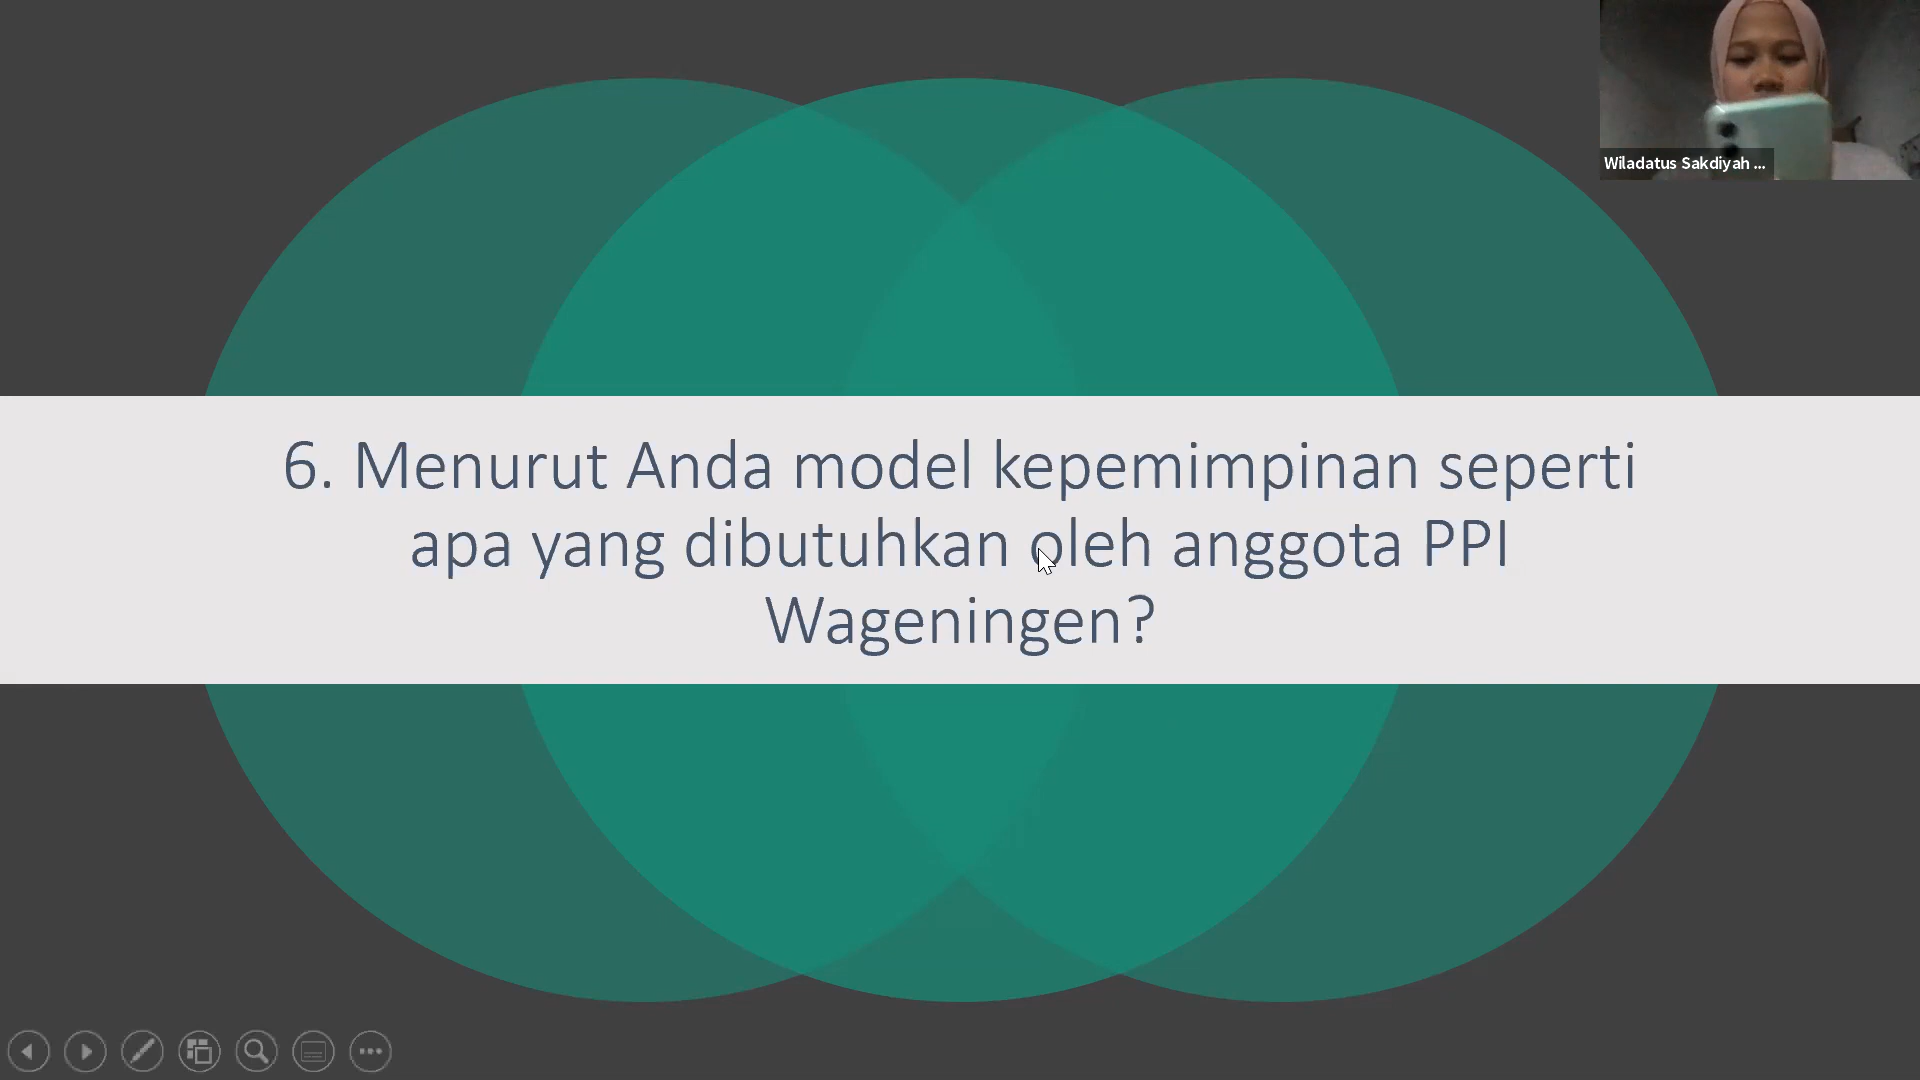 Wiladatus Sakdiyah ...
6. Menurut Anda model kepemimpinan seperti
apa yang dibutuhkan oleh anggota PPI
Wageningen?